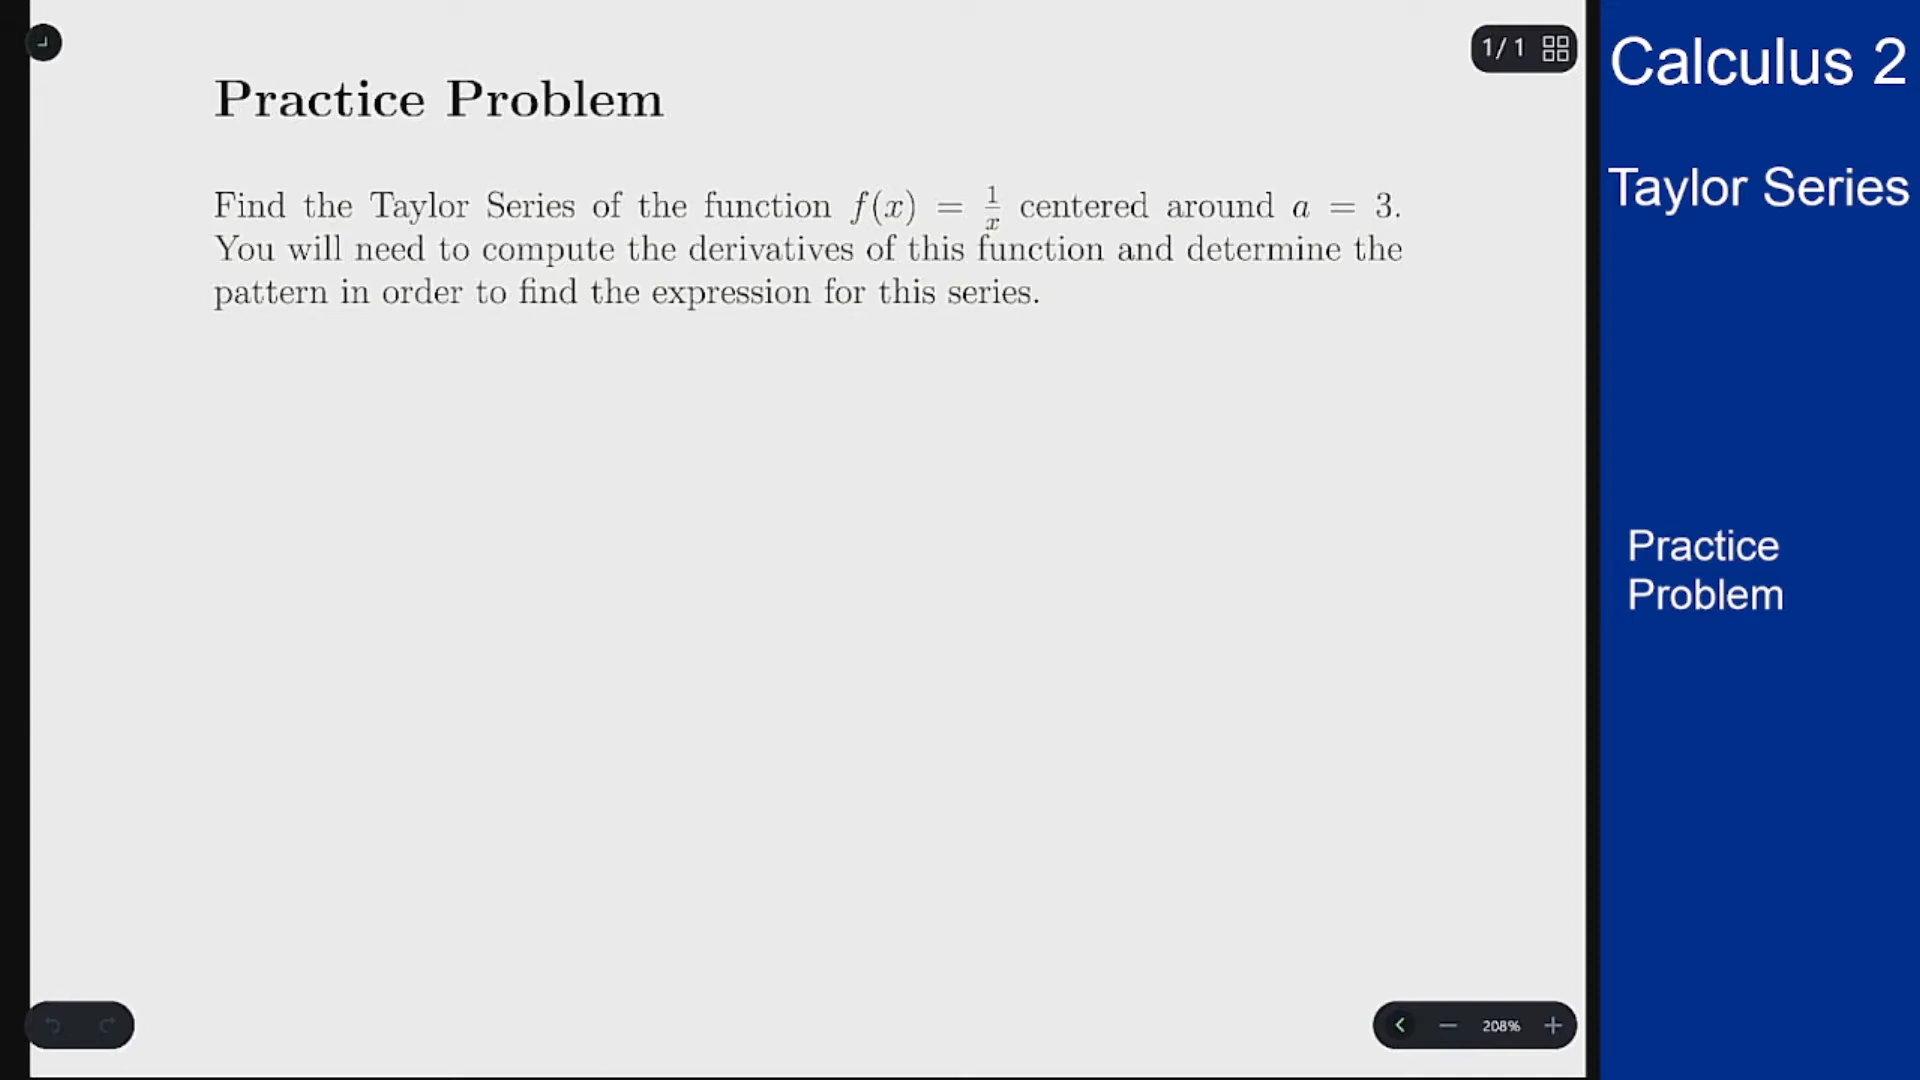 1/1
Practice Problem
Find the Taylor Series of the function f(x) = 1/x centered around a = 3.
You will need to compute the derivatives of this function and determine the
pattern in order to find the expression for this series.
208%
Calculus 2
Taylor Series
Practice
Problem